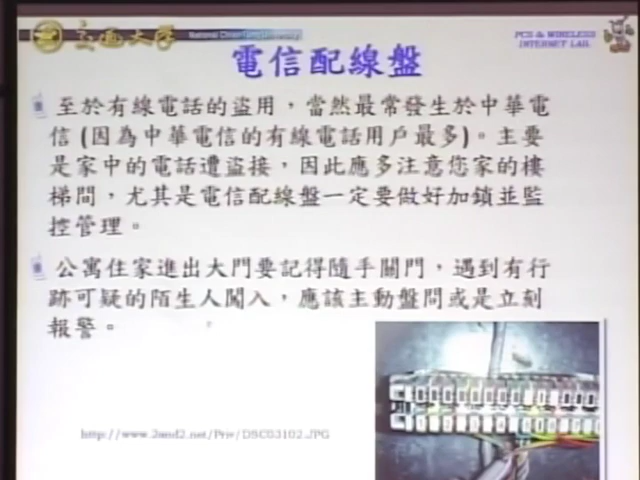 交通大學
National Chiao Tung University
PCS & WIRELESS
INTERNET LAB.
電信配線盤
至於有線電話的盜用，當然最常發生於中華電
信 (因為中華電信的有線電話用戶最多)。主要
是家中的電話遭盜接，因此應多注意您家的樓
梯間，尤其是電信配線盤一定要做好加鎖並監
控管理。
公寓住家進出大門要記得隨手關門，遇到有行
跡可疑的陌生人闖入，應該主動盤問或是立刻
報警。
http://www.2and2.net/Priv/DSC03102.JPG